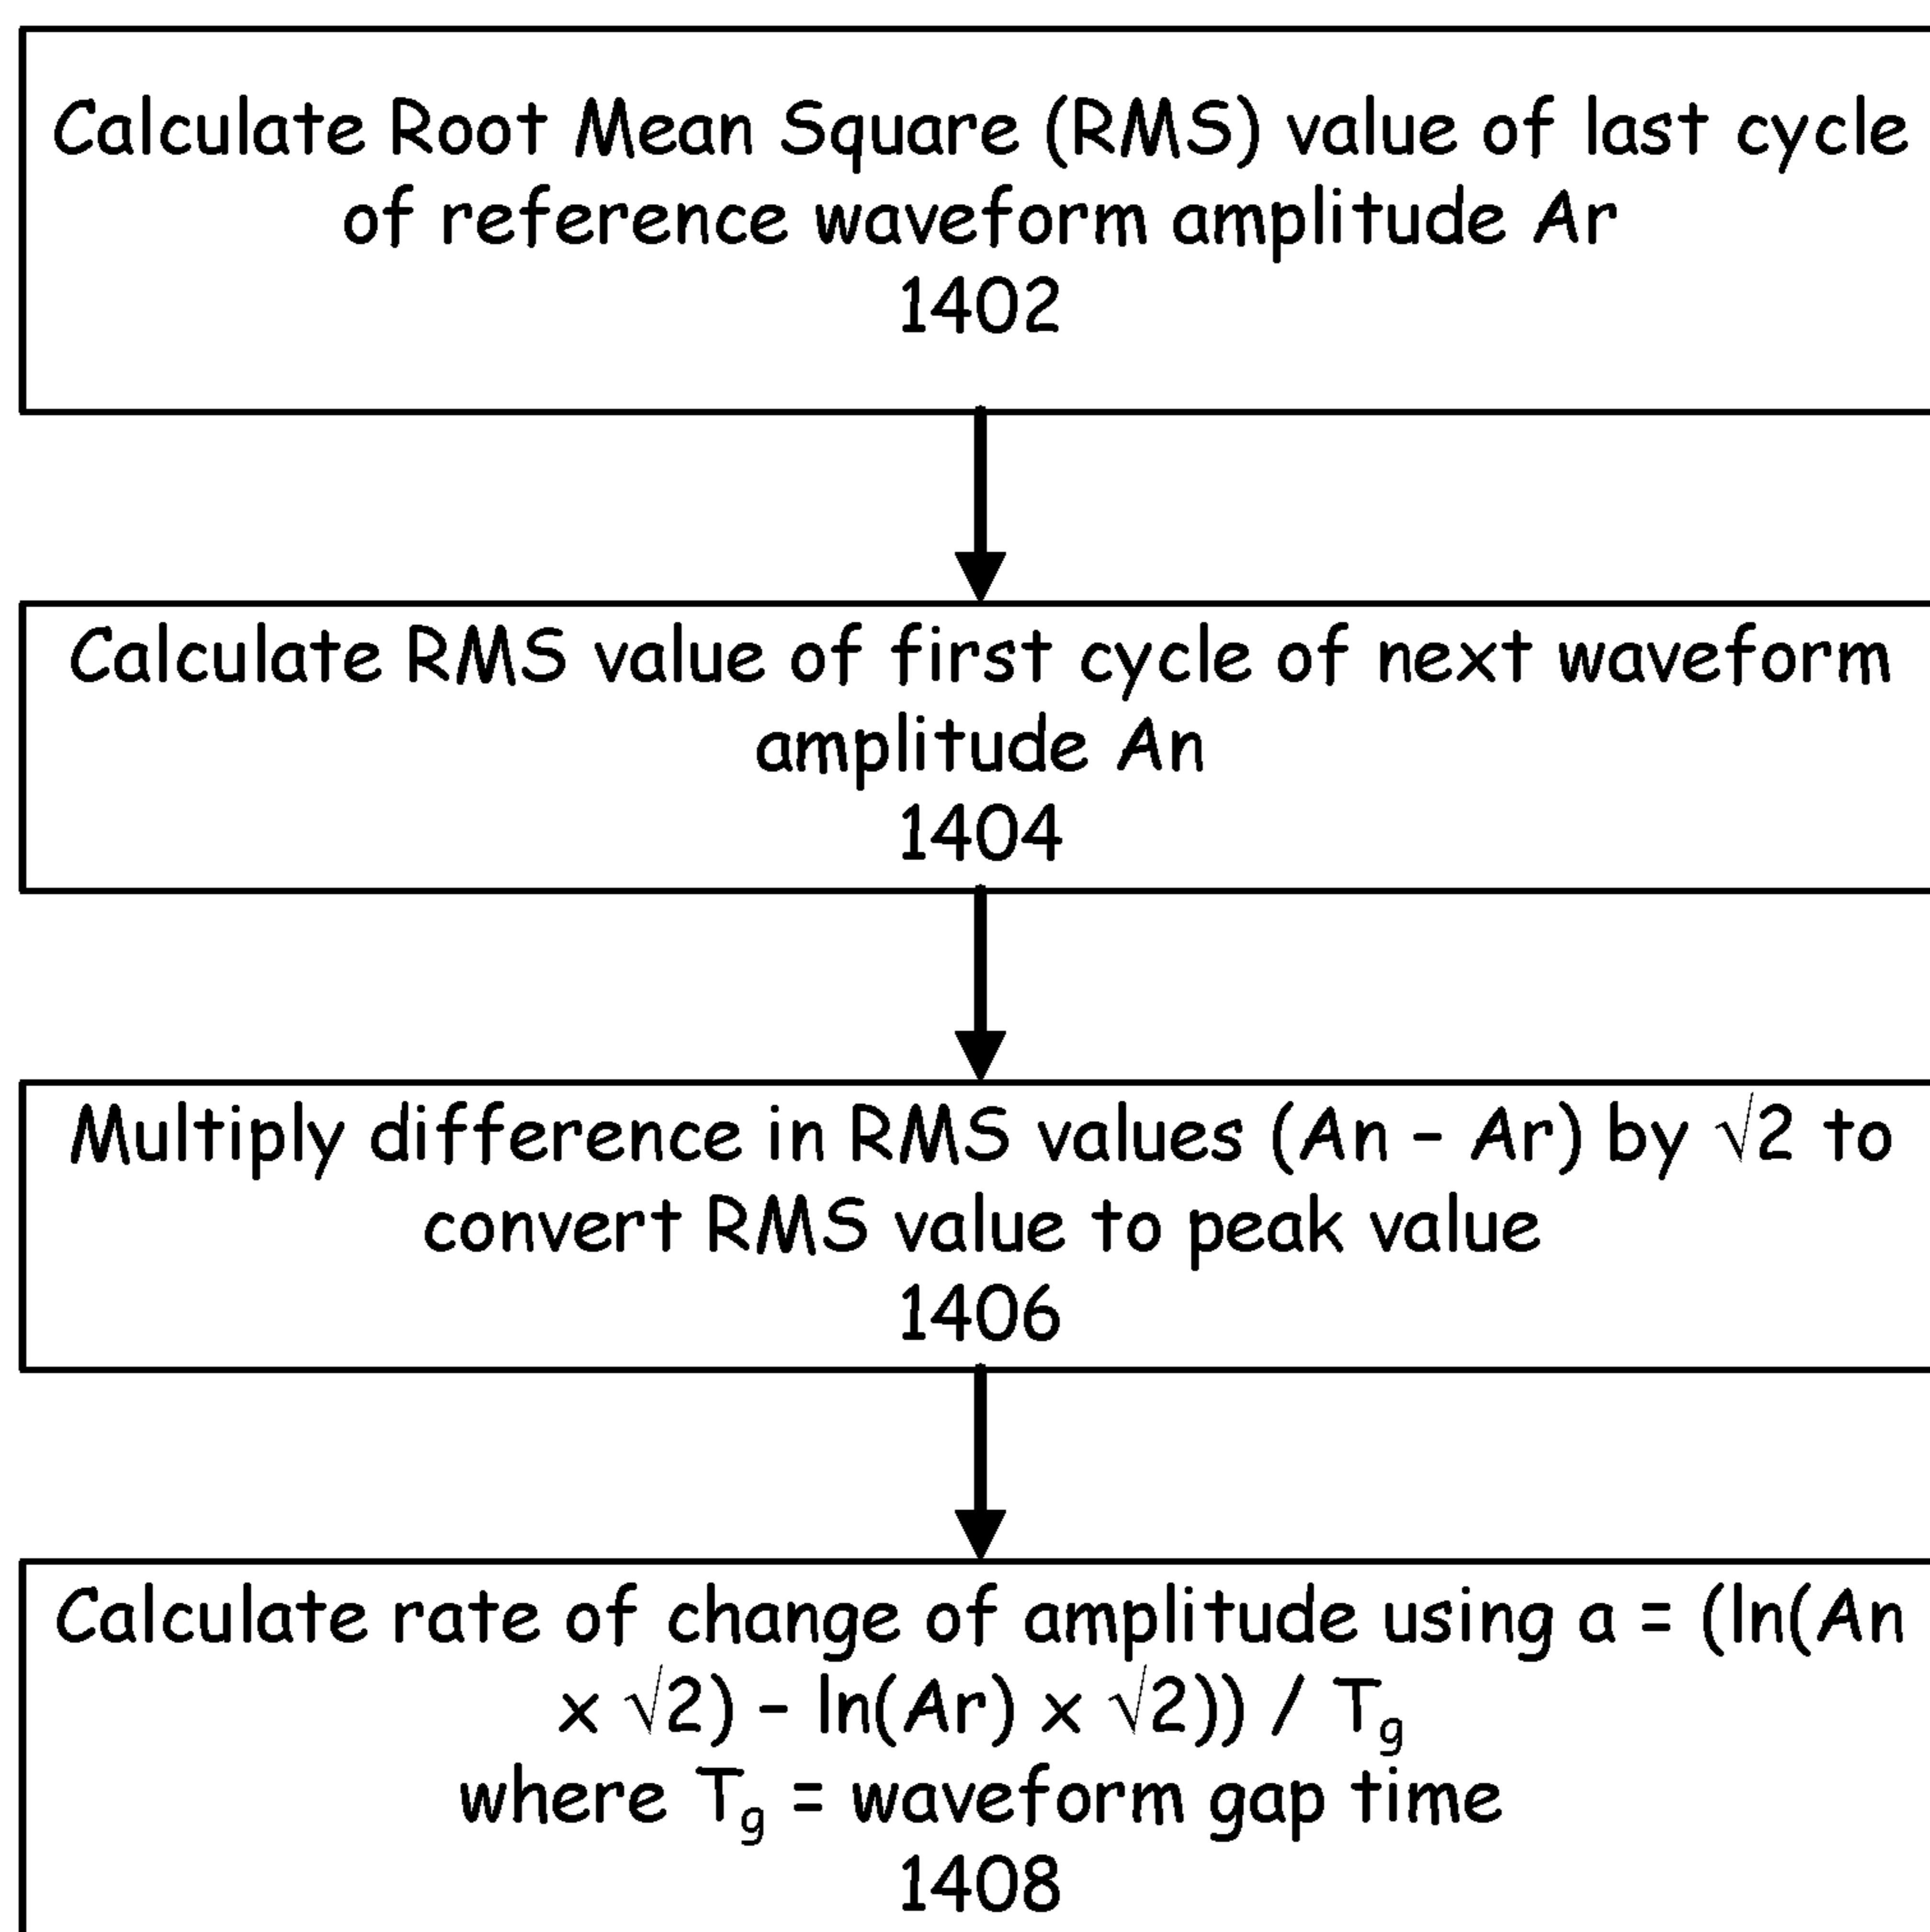 Calculate Root Mean Square (RMS) value of last cycle
of reference waveform amplitude Ar
1402
Calculate RMS value of first cycle of next waveform
amplitude An
1404
Multiply difference in RMS values (An – Ar) by √2 to
convert RMS value to peak value
1406
Calculate rate of change of amplitude using a = (ln(An
x √2) – ln(Ar) x √2)) / Tg
where Tg = waveform gap time
1408